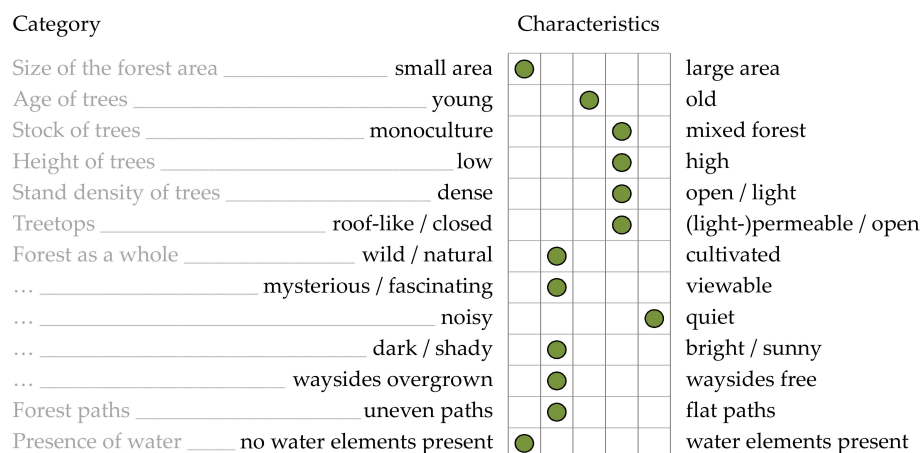 Category Characteristics
Size of the forest area small area large area
Age of trees young old
Stock of trees monoculture mixed forest
Height of trees low high
Stand density of trees dense open / light
Treetops roof-like / closed (light-)permeable / open
Forest as a whole wild / natural cultivated
... mysterious / fascinating viewable
... noisy quiet
... dark / shady bright / sunny
... waysides overgrown waysides free
Forest paths uneven paths flat paths
Presence of water no water elements present water elements present